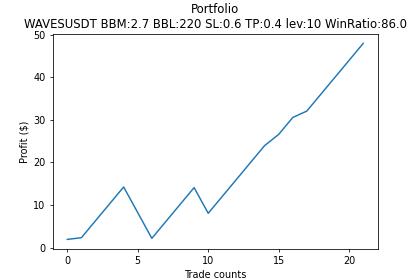 Portfolio
WAVESUSDT BBM:2.7 BBL:220 SL:0.6 TP:0.4 lev:10 WinRatio:86.0
50
40
30
20
10
0
Profit ($)
0 5 10 15 20
Trade counts